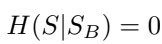 H(S|S_B) = 0